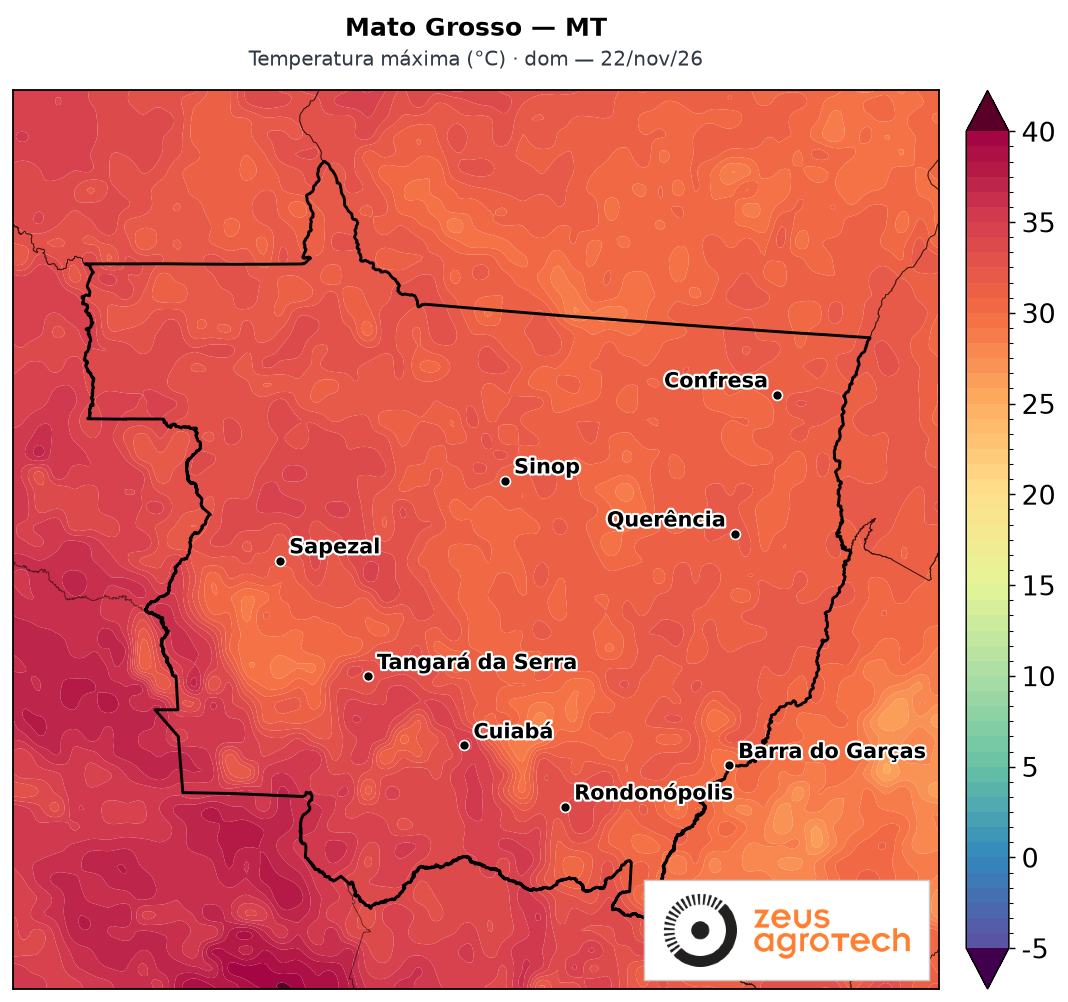 Mato Grosso — MT
Temperatura máxima (°C) · dom — 22/nov/26
40
35
30
25
20
15
10
5
0
-5
Confresa
Sinop
Querência
Sapezal
Tangará da Serra
Cuiabá
Barra do Garças
Rondonópolis
zeus
agrotech